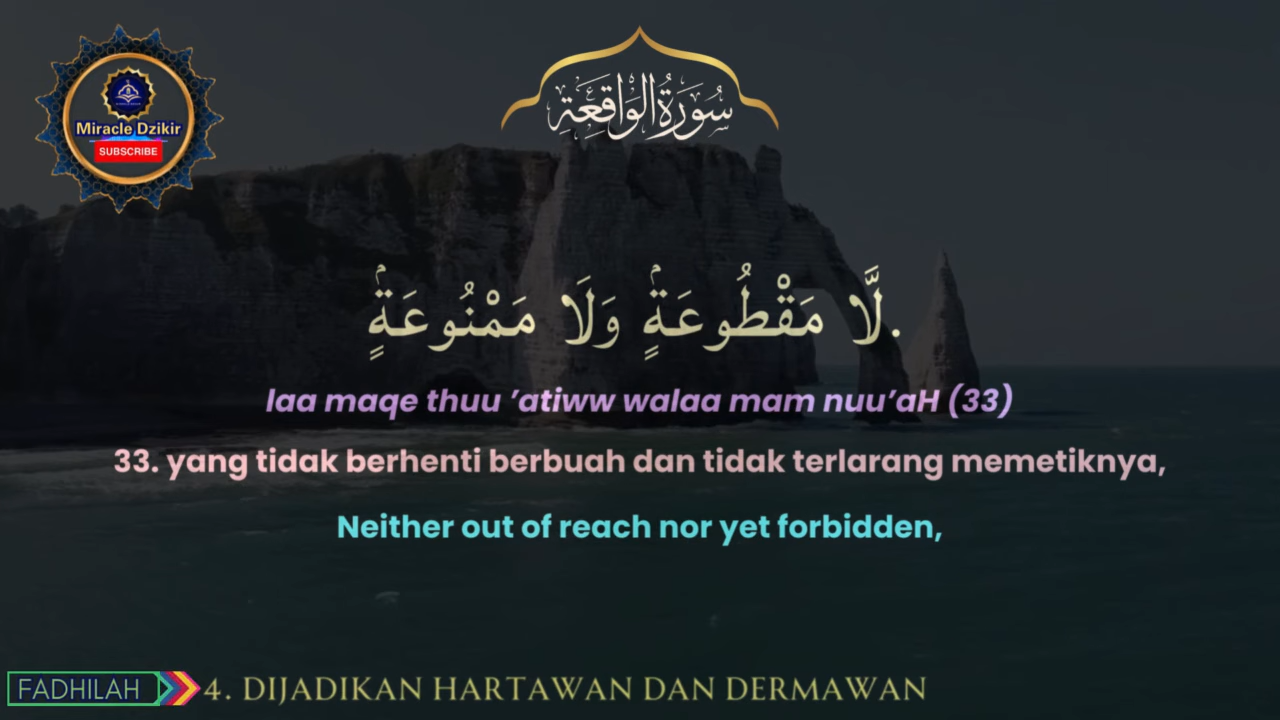 Miracle Dzikir
SUBSCRIBE
سُورَةُ الْوَاقِعَةِ
لَّا مَقْطُوعَةٍۢ وَلَا مَمْنُوعَةٍۢ.
laa maqe thuu 'atiww walaa mam nuu'aH (33)
33. yang tidak berhenti berbuah dan tidak terlarang memetiknya,
Neither out of reach nor yet forbidden,
FADHILAH 4. DIJADIKAN HARTAWAN DAN DERMAWAN